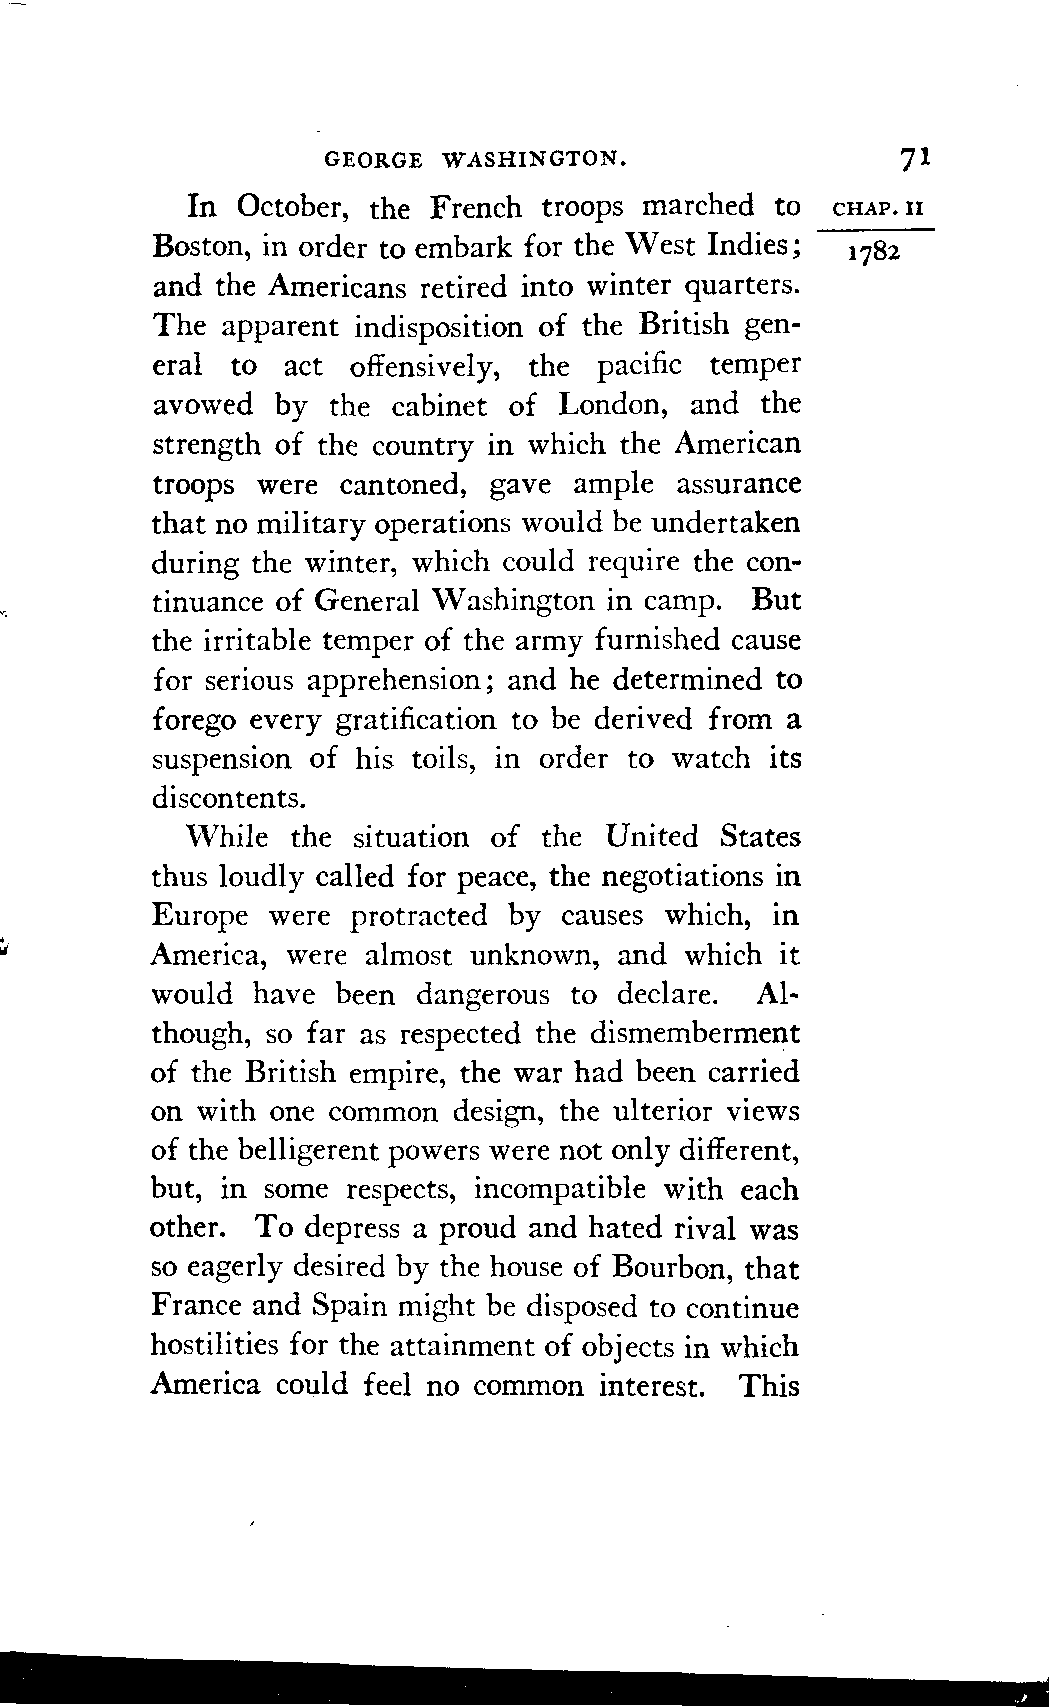 GEORGE WASHINGTON. 71
In October, the French troops marched to CHAP. II
Boston, in order to embark for the West Indies; 1782
and the Americans retired into winter quarters.
The apparent indisposition of the British gen-
eral to act offensively, the pacific temper
avowed by the cabinet of London, and the
strength of the country in which the American
troops were cantoned, gave ample assurance
that no military operations would be undertaken
during the winter, which could require the con-
tinuance of General Washington in camp. But
the irritable temper of the army furnished cause
for serious apprehension; and he determined to
forego every gratification to be derived from a
suspension of his toils, in order to watch its
discontents.
While the situation of the United States
thus loudly called for peace, the negotiations in
Europe were protracted by causes which, in
America, were almost unknown, and which it
would have been dangerous to declare. Al-
though, so far as respected the dismemberment
of the British empire, the war had been carried
on with one common design, the ulterior views
of the belligerent powers were not only different,
but, in some respects, incompatible with each
other. To depress a proud and hated rival was
so eagerly desired by the house of Bourbon, that
France and Spain might be disposed to continue
hostilities for the attainment of objects in which
America could feel no common interest. This